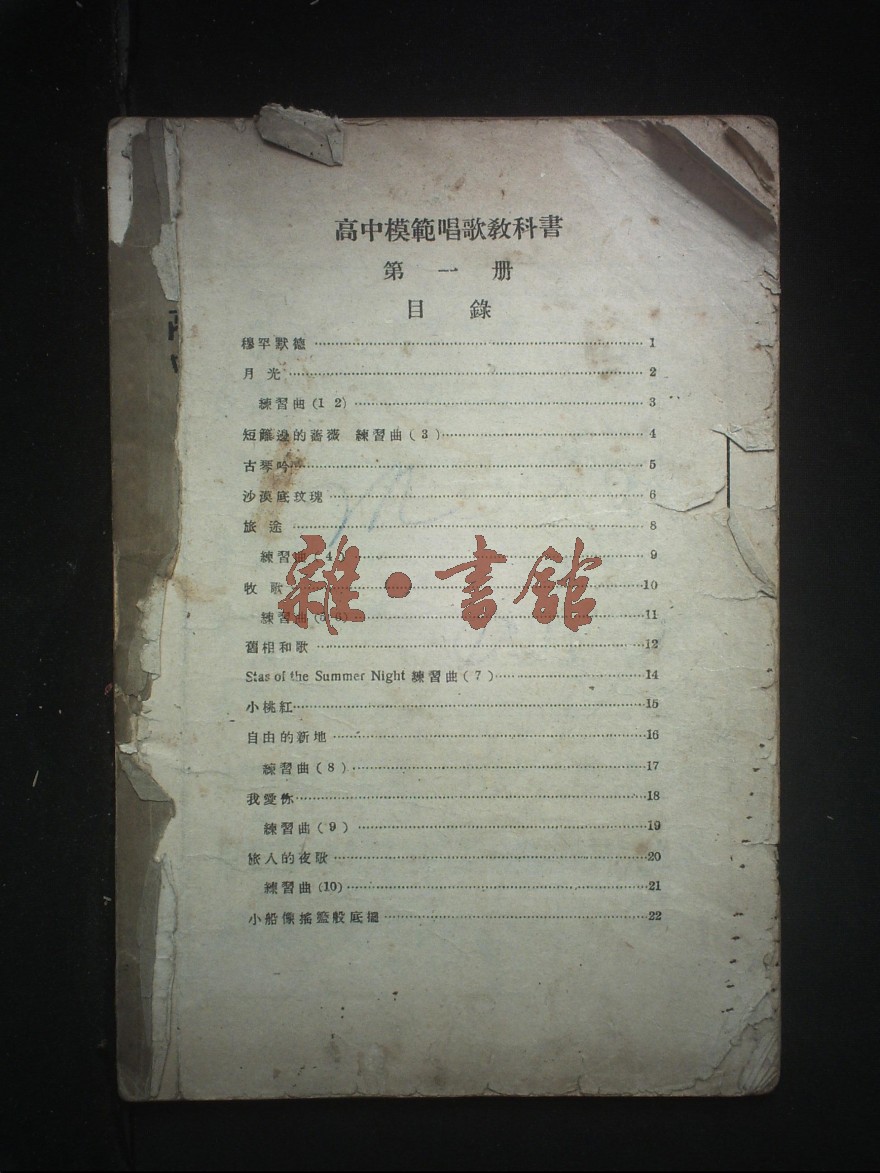 高中模範唱歌教科書
第一册
目錄
穆罕默德 …… 1
月光 …… 2
練習曲(1 2) …… 3
短籬邊的薔薇 練習曲(3) …… 4
古琴吟 …… 5
沙漠底玫瑰 …… 6
旅途 …… 8
練習曲(4) …… 9
牧歌 …… 10
練習曲(5 6) …… 11
舊相和歌 …… 12
Stas of the Summer Night 練習曲(7) …… 14
小桃紅 …… 15
自由的新地 …… 16
練習曲(8) …… 17
我愛你 …… 18
練習曲(9) …… 19
旅人的夜歌 …… 20
練習曲(10) …… 21
小船像搖籃般底 …… 22
雜·書館